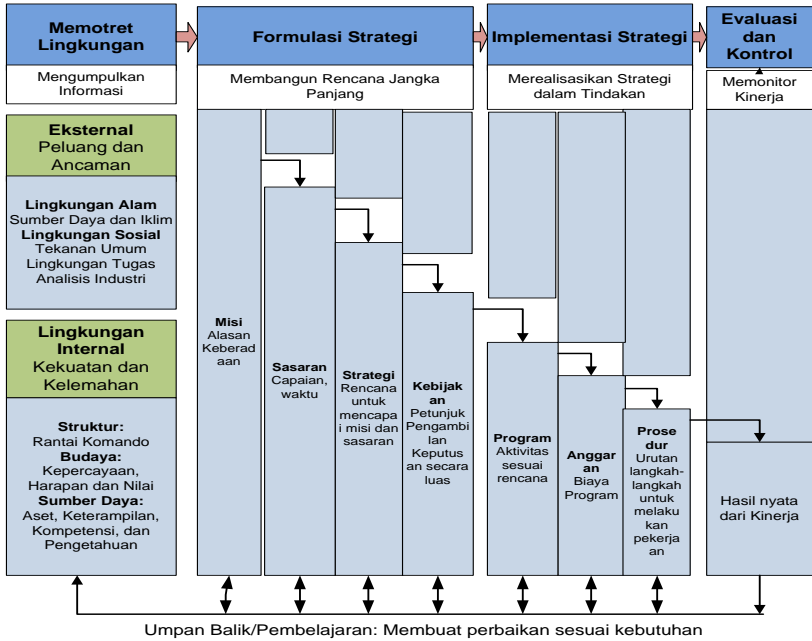 Memotret
Lingkungan
Formulasi Strategi
Implementasi Strategi
Evaluasi
dan
Kontrol
Mengumpulkan
Informasi
Membangun Rencana Jangka
Panjang
Merealisasikan Strategi
dalam Tindakan
Memonitor
Kinerja
Eksternal
Peluang dan
Ancaman
Lingkungan Alam
Sumber Daya dan Iklim
Lingkungan Sosial
Tekanan Umum
Lingkungan Tugas
Analisis Industri
Lingkungan
Internal
Kekuatan dan
Kelemahan
Struktur:
Rantai Komando
Budaya:
Kepercayaan,
Harapan dan Nilai
Sumber Daya:
Aset, Keterampilan,
Kompetensi, dan
Pengetahuan
Misi
Alasan
Keberad
aan
Sasaran
Capaian,
waktu
Strategi
Rencana
untuk
mencapa
i misi dan
sasaran
Kebijak
an
Petunjuk
Pengambi
lan
Keputus
an secara
luas
Program
Aktivitas
sesuai
rencana
Anggar
an
Biaya
Program
Prose
dur
Urutan
langkah-
langkah
untuk
melaku
kan
pekerja
an
Hasil nyata
dari Kinerja
Umpan Balik/Pembelajaran: Membuat perbaikan sesuai kebutuhan